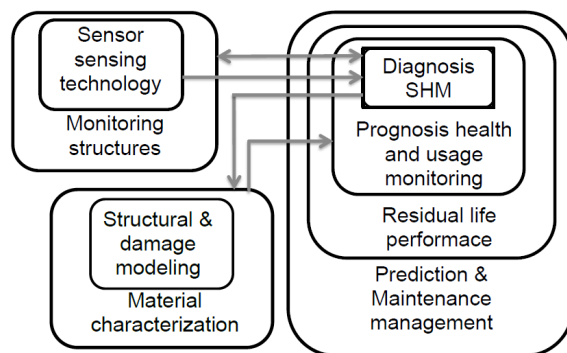 Sensor
sensing
technology
Monitoring
structures
Structural &
damage
modeling
Material
characterization
Diagnosis
SHM
Prognosis health
and usage
monitoring
Residual life
performace
Prediction &
Maintenance
management